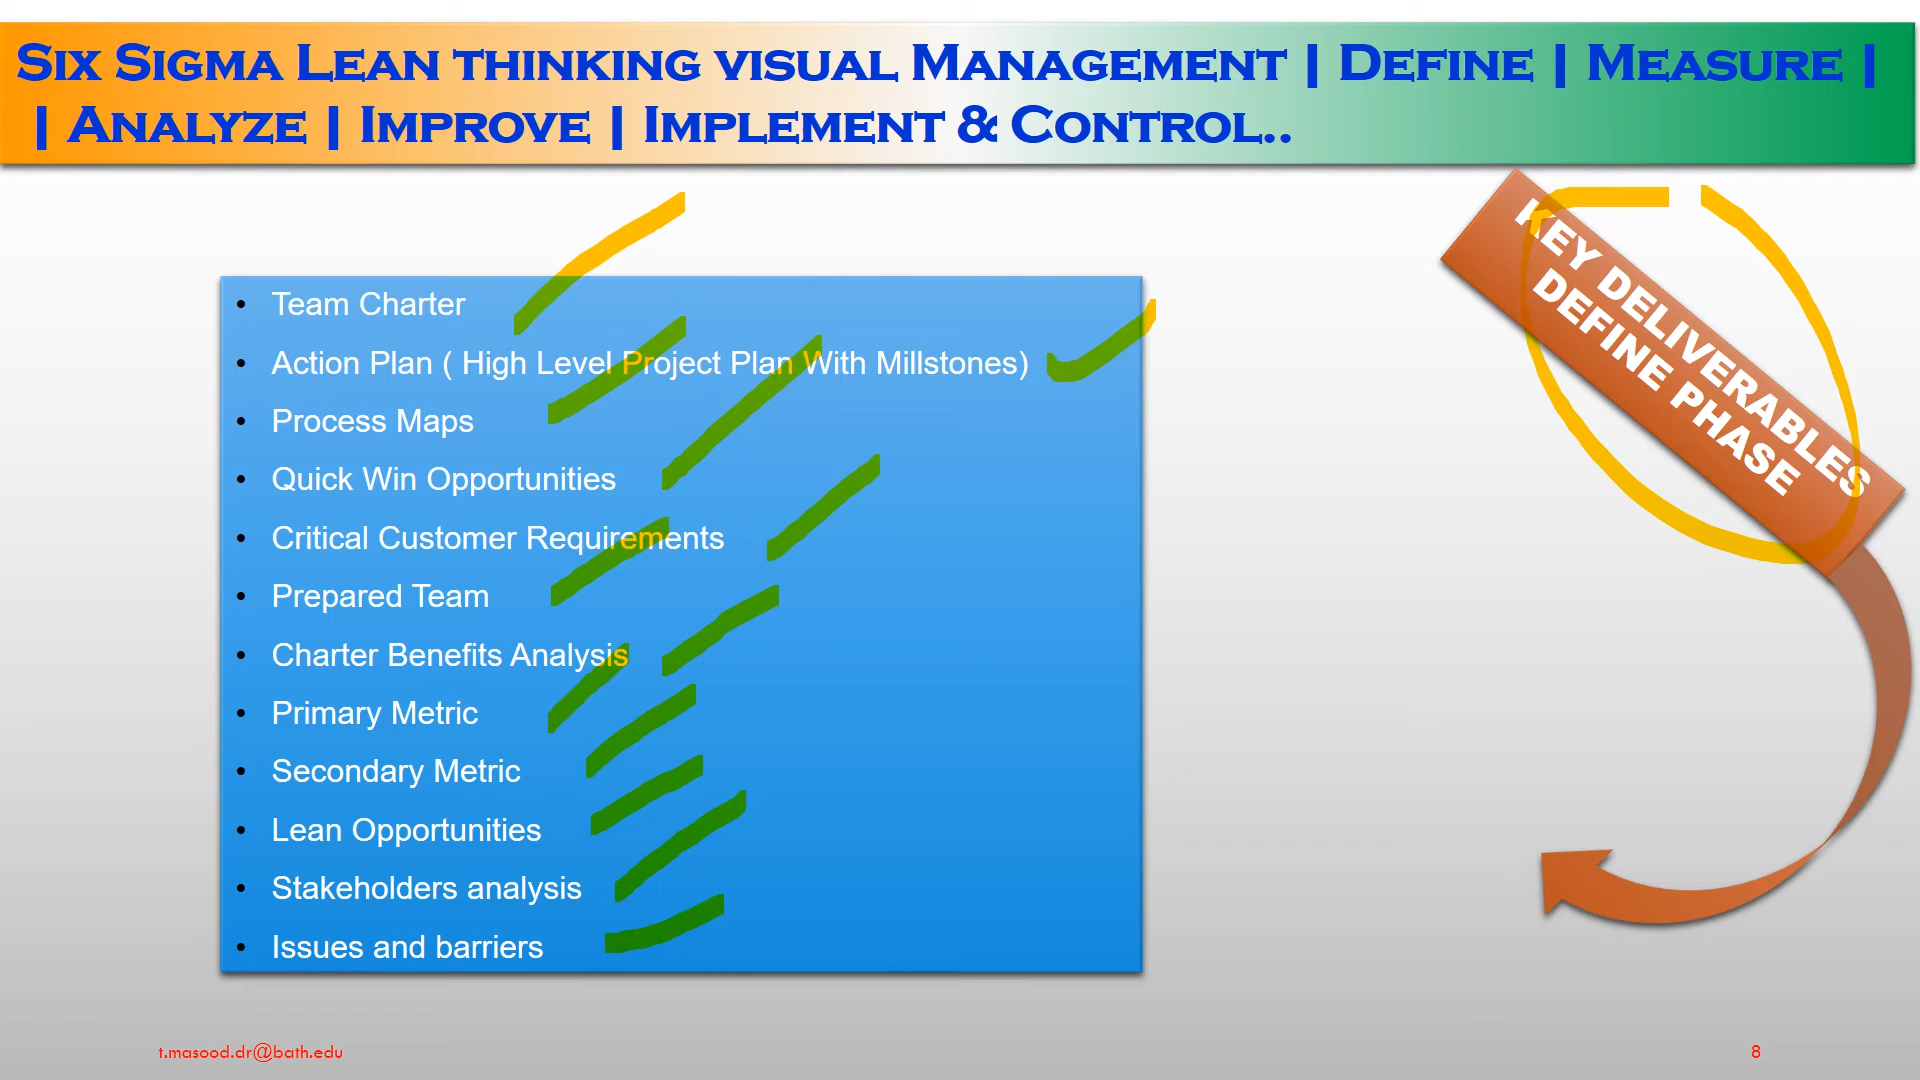 Six Sigma Lean thinking visual Management | Define | Measure |
| Analyze | Improve | Implement & Control..
KEY DELIVERABLES
DEFINE PHASE
• Team Charter
• Action Plan ( High Level Project Plan With Millstones)
• Process Maps
• Quick Win Opportunities
• Critical Customer Requirements
• Prepared Team
• Charter Benefits Analysis
• Primary Metric
• Secondary Metric
• Lean Opportunities
• Stakeholders analysis
• Issues and barriers
t.masood.dr@bath.edu
8